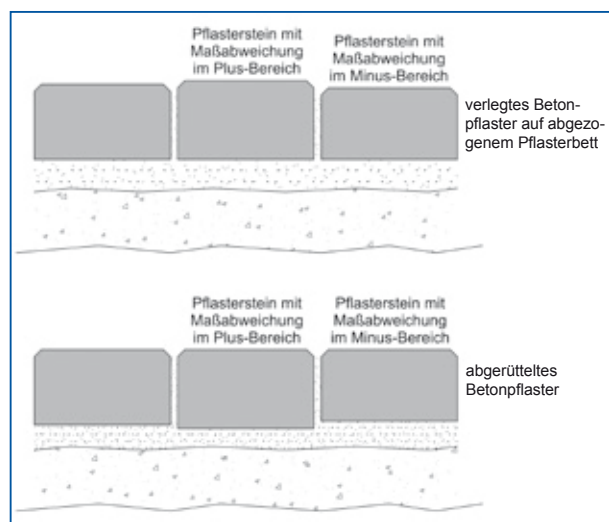 Pflasterstein mit
Maßabweichung
im Plus-Bereich
Pflasterstein mit
Maßabweichung
im Minus-Bereich
verlegtes Beton-
pflaster auf abgezo-
genem Pflasterbett
Pflasterstein mit
Maßabweichung
im Plus-Bereich
Pflasterstein mit
Maßabweichung
im Minus-Bereich
abgerütteltes
Betonpflaster